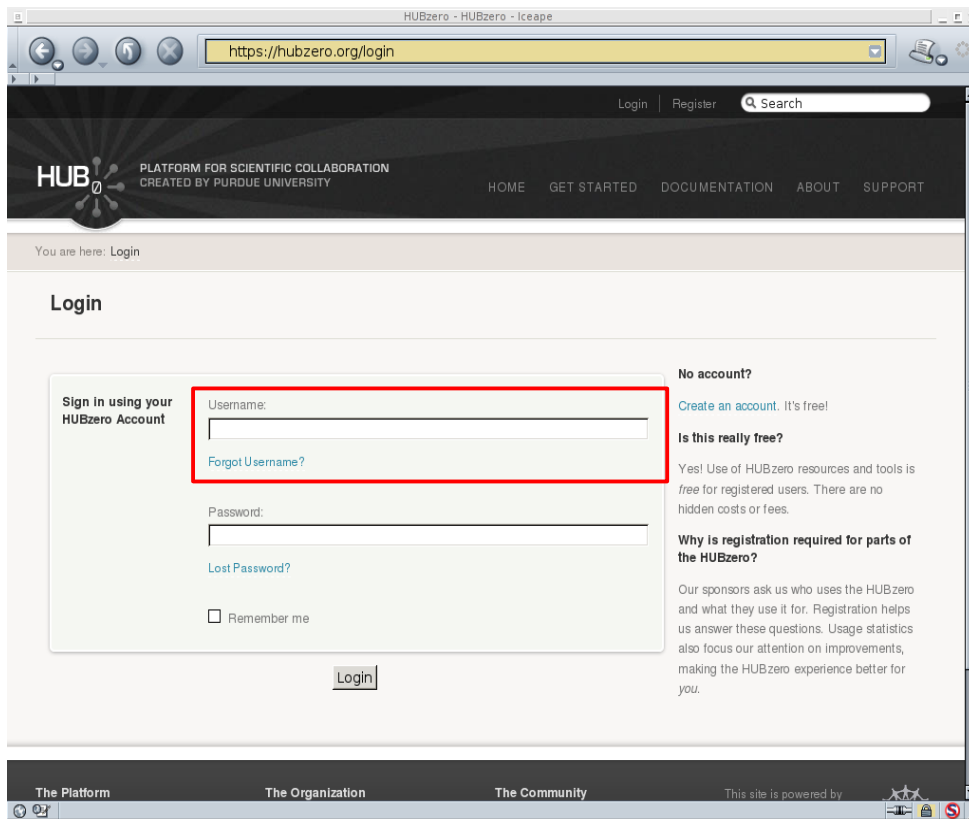 HUBzero - HUBzero - Iceape
https://hubzero.org/login
Login Register Search
HUB0
PLATFORM FOR SCIENTIFIC COLLABORATION
CREATED BY PURDUE UNIVERSITY
HOME GET STARTED DOCUMENTATION ABOUT SUPPORT
You are here: Login
Login
Sign in using your
HUBzero Account
Username:
Forgot Username?
Password:
Lost Password?
Remember me
Login
No account?
Create an account. It's free!
Is this really free?
Yes! Use of HUBzero resources and tools is
free for registered users. There are no
hidden costs or fees.
Why is registration required for parts of
the HUBzero?
Our sponsors ask us who uses the HUBzero
and what they use it for. Registration helps
us answer these questions. Usage statistics
also focus our attention on improvements,
making the HUBzero experience better for
you.
The Platform The Organization The Community This site is powered by